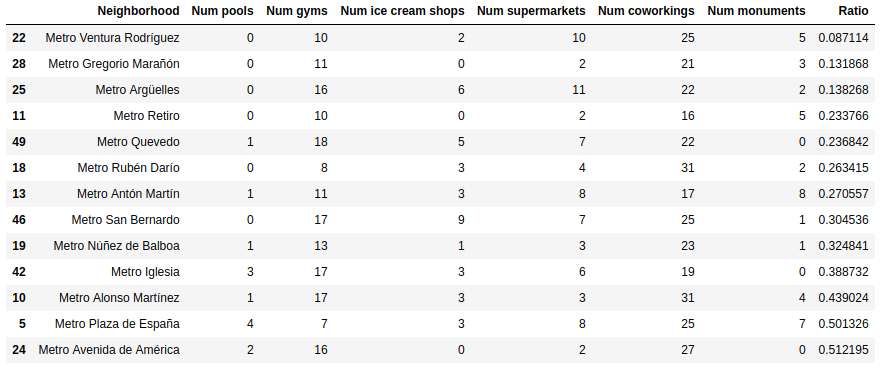 Neighborhood Num pools Num gyms Num ice cream shops Num supermarkets Num coworkings Num monuments Ratio
22 Metro Ventura Rodríguez 0 10 2 10 25 5 0.087114
28 Metro Gregorio Marañón 0 11 0 2 21 3 0.131868
25 Metro Argüelles 0 16 6 11 22 2 0.138268
11 Metro Retiro 0 10 0 2 16 5 0.233766
49 Metro Quevedo 1 18 5 7 22 0 0.236842
18 Metro Rubén Darío 0 8 3 4 31 2 0.263415
13 Metro Antón Martín 1 11 3 8 17 8 0.270557
46 Metro San Bernardo 0 17 9 7 25 1 0.304536
19 Metro Núñez de Balboa 1 13 1 3 23 1 0.324841
42 Metro Iglesia 3 17 3 6 19 0 0.388732
10 Metro Alonso Martínez 1 17 3 3 31 4 0.439024
5 Metro Plaza de España 4 7 3 8 25 7 0.501326
24 Metro Avenida de América 2 16 0 2 27 0 0.512195